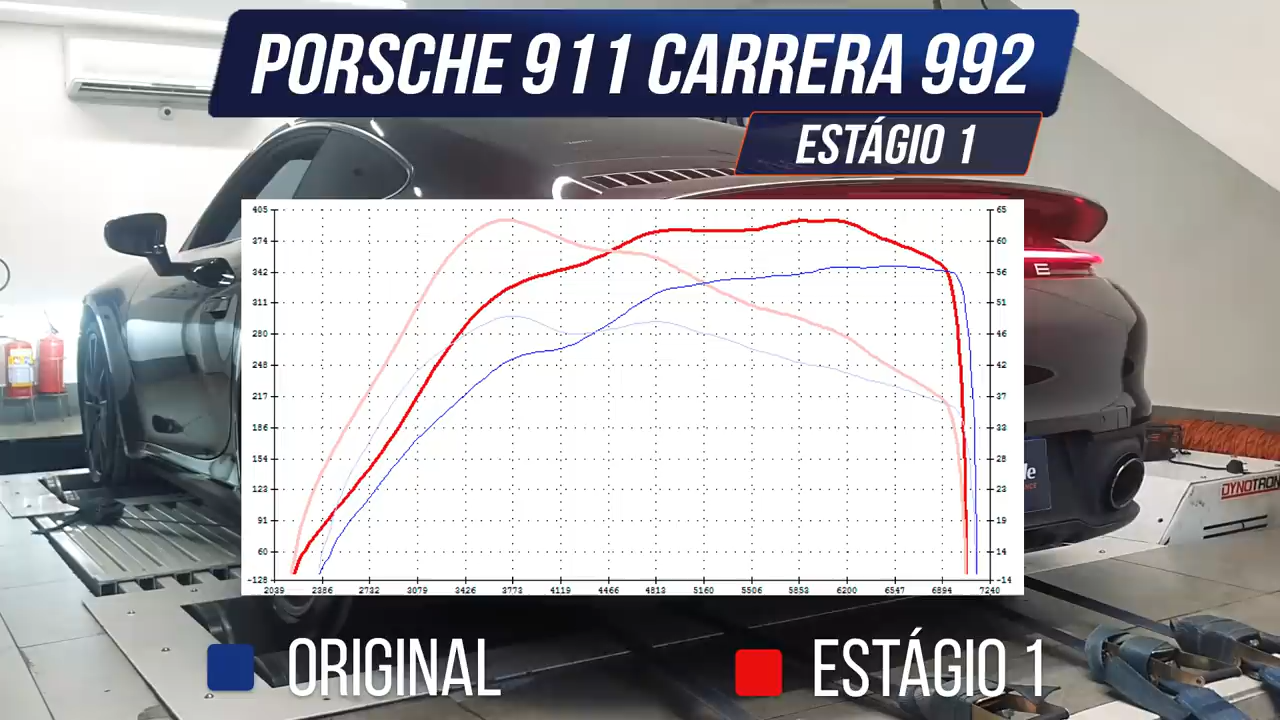 PORSCHE 911 CARRERA 992
ESTÁGIO 1
405 65
374 60
342 56
311 51
280 46
248 42
217 37
186 33
154 28
123 23
91 19
60 14
-128 -14
2039 2386 2732 3079 3426 3773 4119 4466 4813 5160 5506 5853 6200 6547 6894 7240
E
DYNOTRON
ORIGINAL ESTÁGIO 1